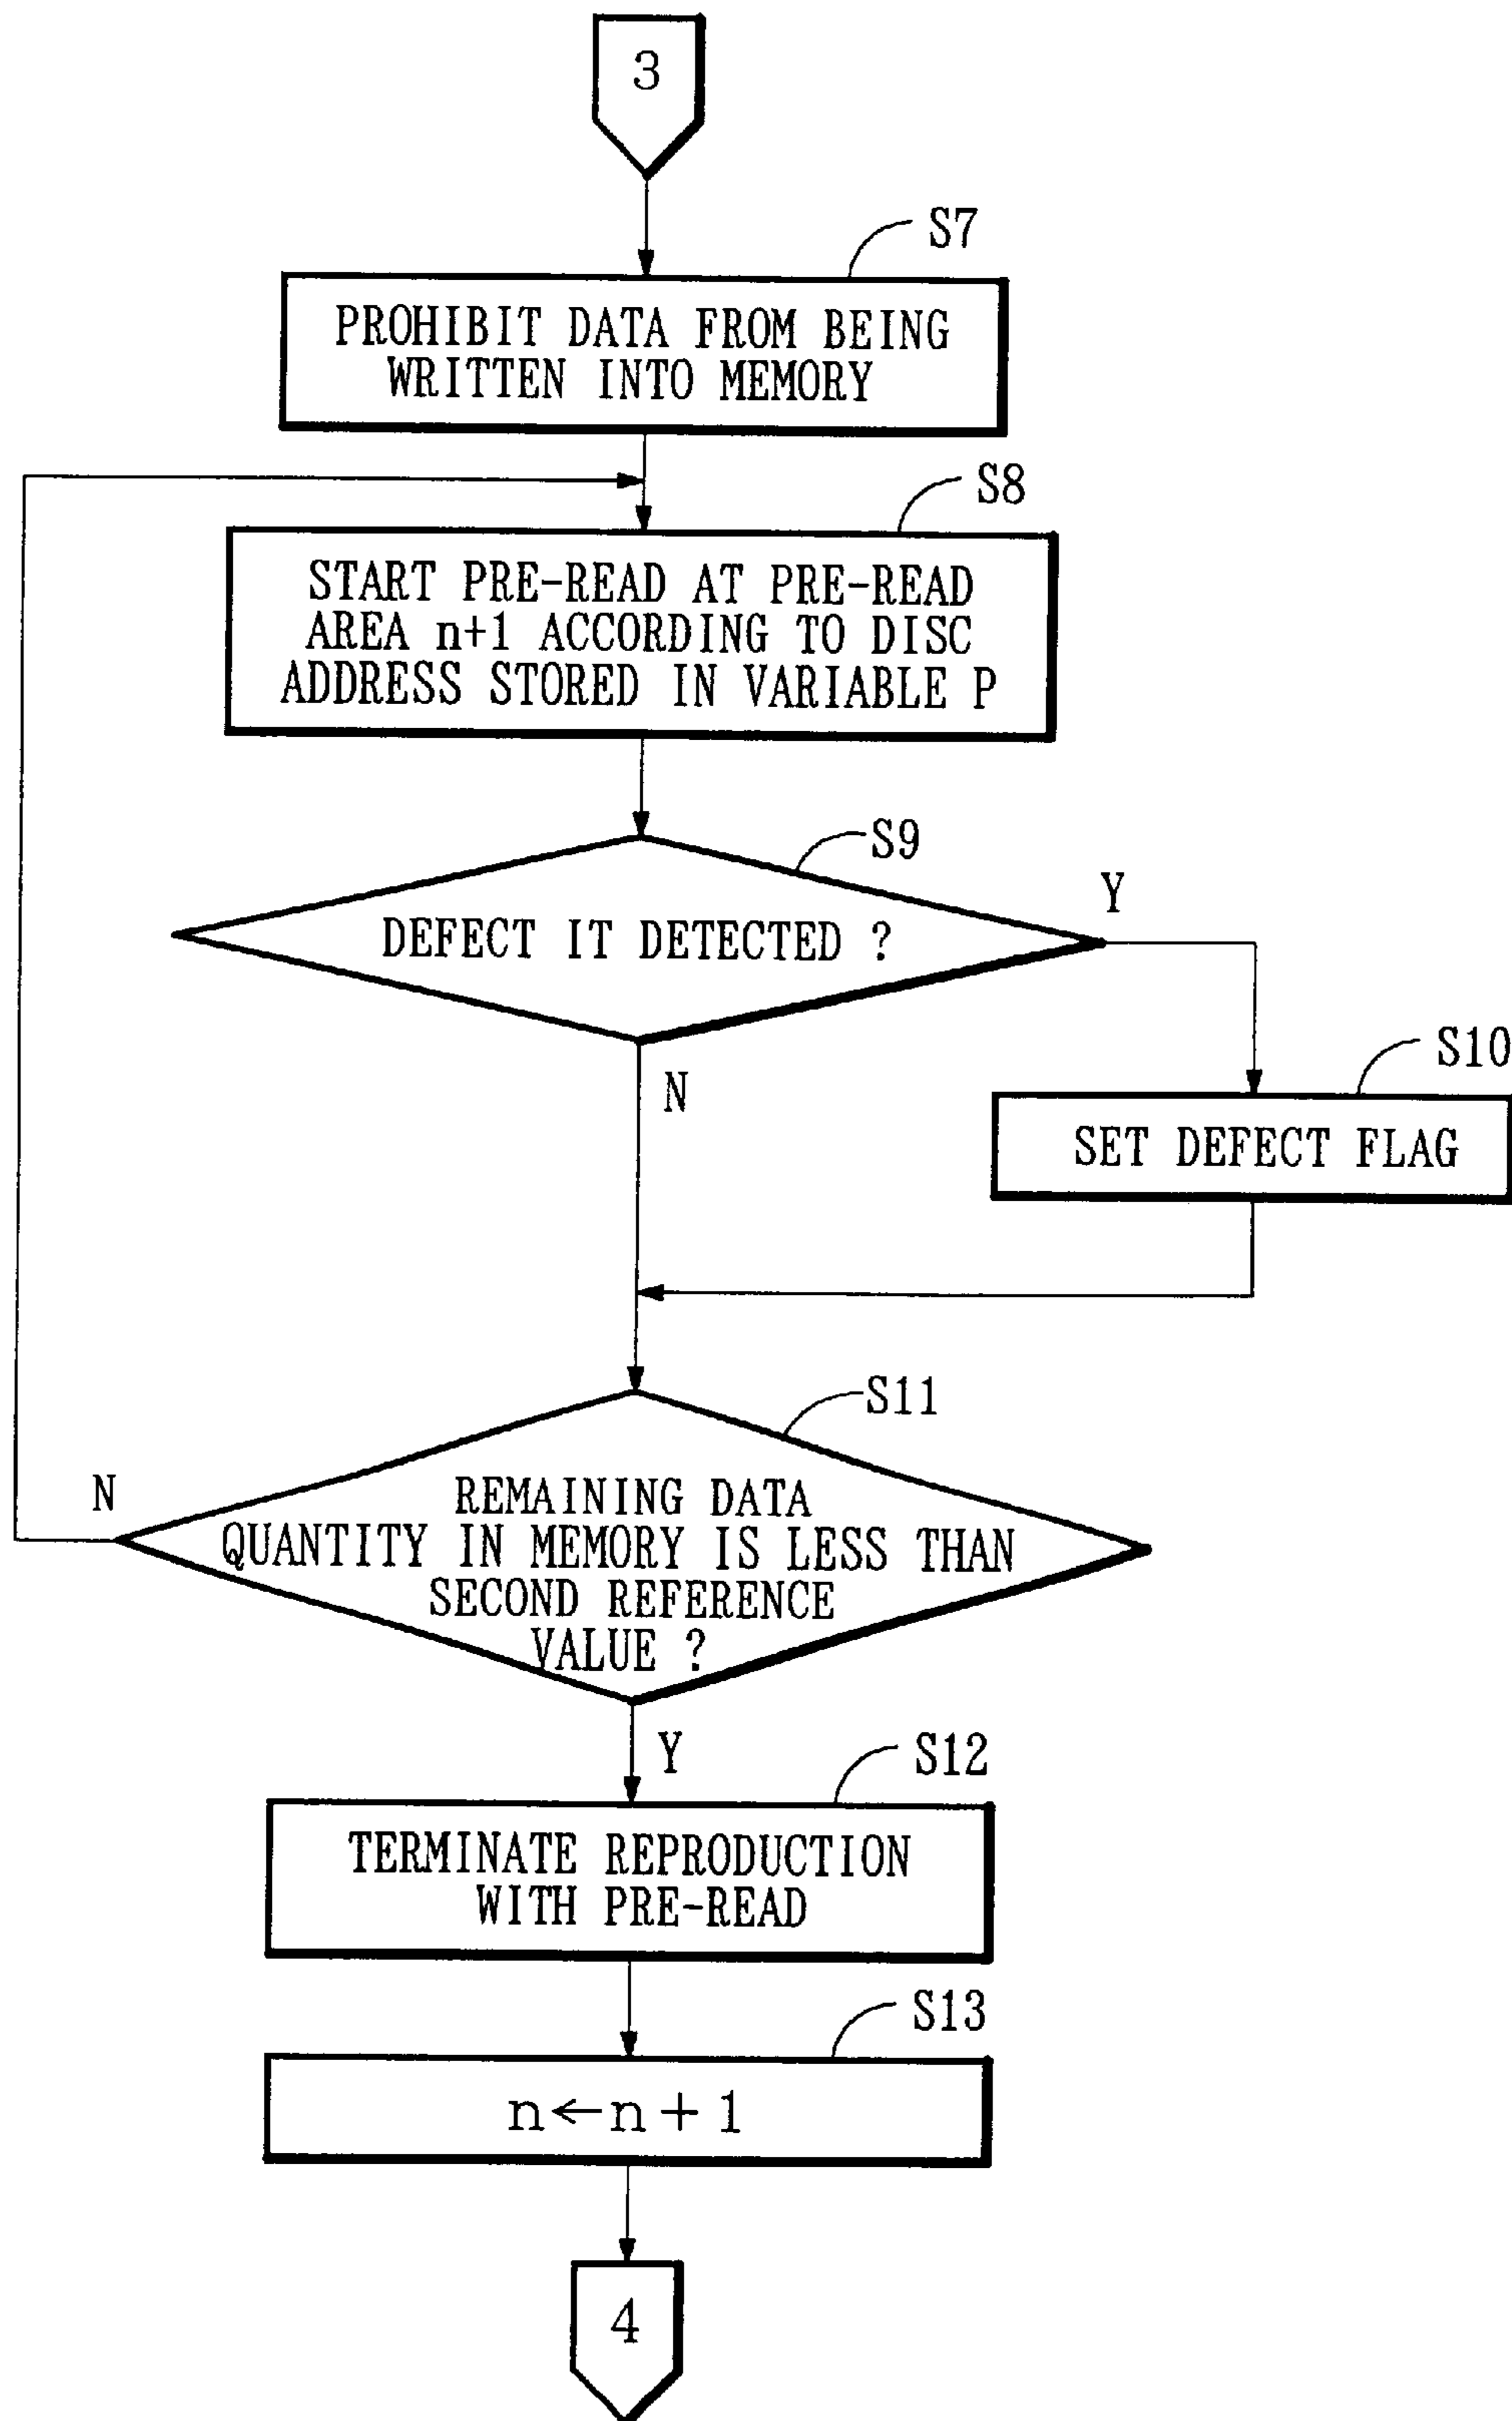 3
S7
PROHIBIT DATA FROM BEING
WRITTEN INTO MEMORY
S8
START PRE-READ AT PRE-READ
AREA n+1 ACCORDING TO DISC
ADDRESS STORED IN VARIABLE P
S9
Y
DEFECT IT DETECTED ?
N
S10
SET DEFECT FLAG
S11
N
REMAINING DATA
QUANTITY IN MEMORY IS LESS THAN
SECOND REFERENCE
VALUE ?
Y
S12
TERMINATE REPRODUCTION
WITH PRE-READ
S13
n←n+1
4